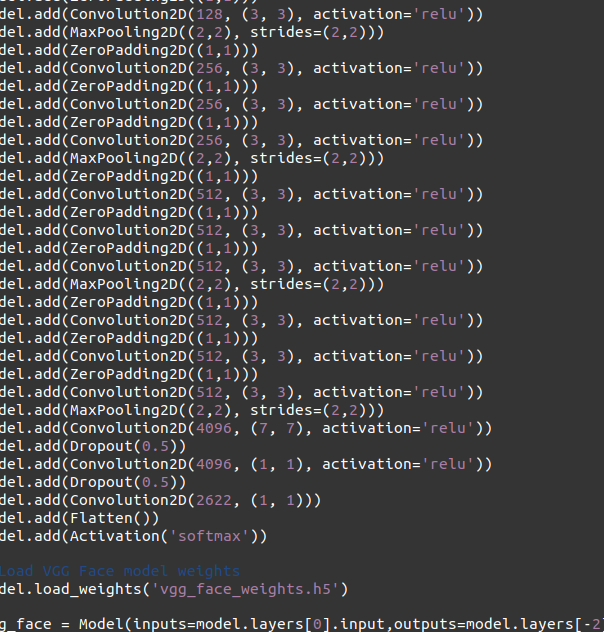 del.add(Convolution2D(128, (3, 3), activation='relu'))
del.add(MaxPooling2D((2,2), strides=(2,2)))
del.add(ZeroPadding2D((1,1)))
del.add(Convolution2D(256, (3, 3), activation='relu'))
del.add(ZeroPadding2D((1,1)))
del.add(Convolution2D(256, (3, 3), activation='relu'))
del.add(ZeroPadding2D((1,1)))
del.add(Convolution2D(256, (3, 3), activation='relu'))
del.add(MaxPooling2D((2,2), strides=(2,2)))
del.add(ZeroPadding2D((1,1)))
del.add(Convolution2D(512, (3, 3), activation='relu'))
del.add(ZeroPadding2D((1,1)))
del.add(Convolution2D(512, (3, 3), activation='relu'))
del.add(ZeroPadding2D((1,1)))
del.add(Convolution2D(512, (3, 3), activation='relu'))
del.add(MaxPooling2D((2,2), strides=(2,2)))
del.add(ZeroPadding2D((1,1)))
del.add(Convolution2D(512, (3, 3), activation='relu'))
del.add(ZeroPadding2D((1,1)))
del.add(Convolution2D(512, (3, 3), activation='relu'))
del.add(ZeroPadding2D((1,1)))
del.add(Convolution2D(512, (3, 3), activation='relu'))
del.add(MaxPooling2D((2,2), strides=(2,2)))
del.add(Convolution2D(4096, (7, 7), activation='relu'))
del.add(Dropout(0.5))
del.add(Convolution2D(4096, (1, 1), activation='relu'))
del.add(Dropout(0.5))
del.add(Convolution2D(2622, (1, 1)))
del.add(Flatten())
del.add(Activation('softmax'))
Load VGG Face model weights
del.load_weights('vgg_face_weights.h5')
g_face = Model(inputs=model.layers[0].input,outputs=model.layers[-2